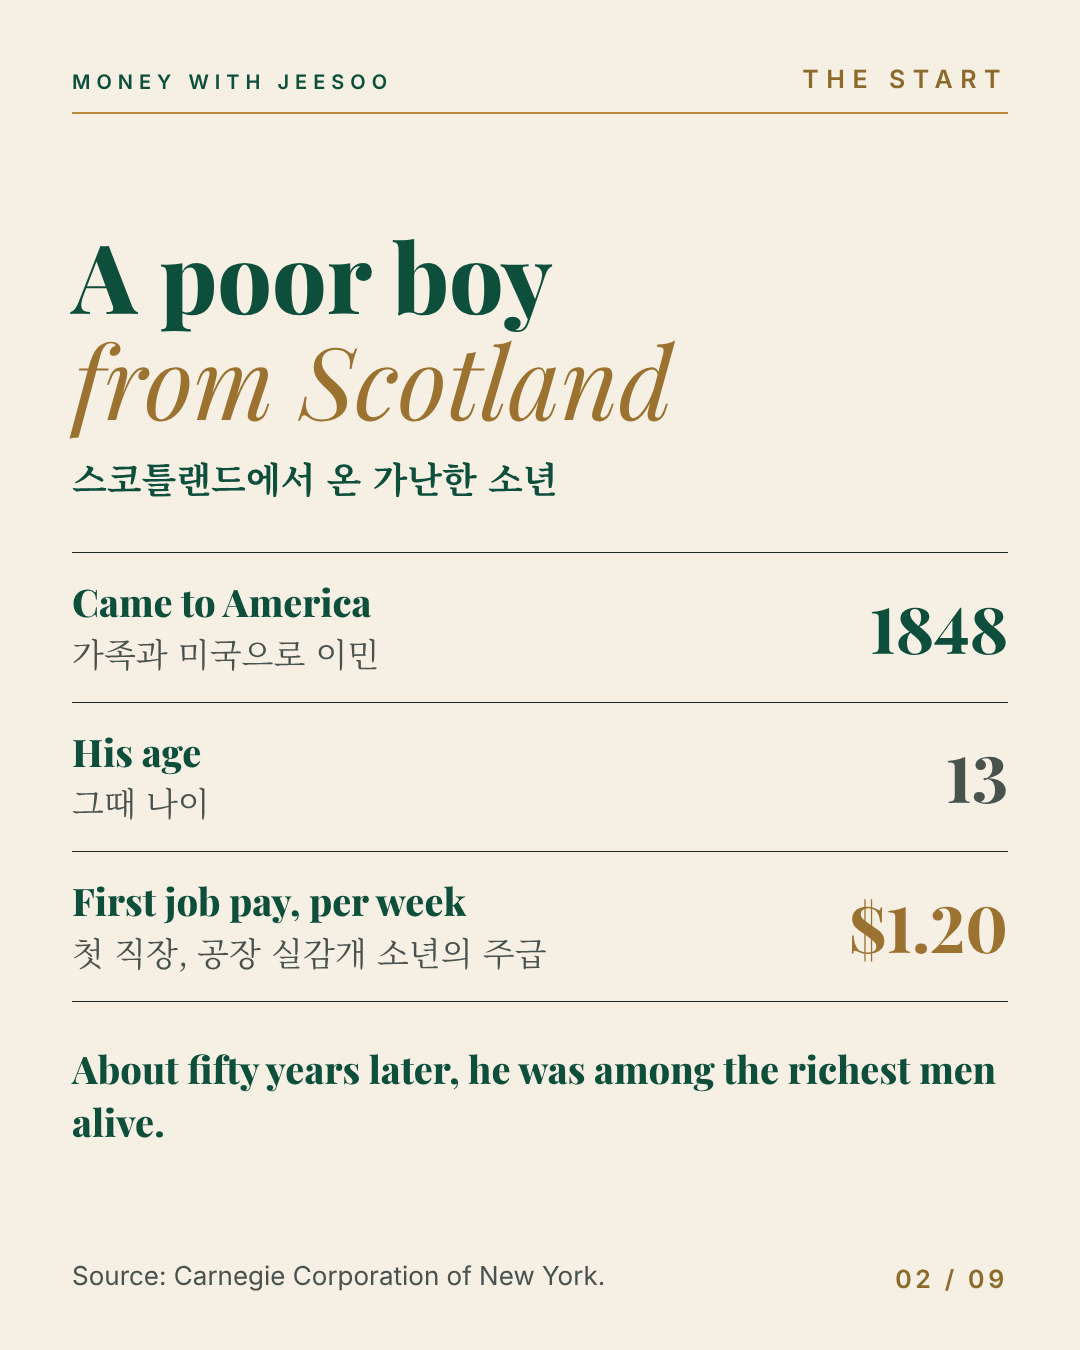 MONEY WITH JEESOO
THE START
A poor boy
from Scotland
스코틀랜드에서 온 가난한 소년
Came to America
가족과 미국으로 이민
1848
His age
그때 나이
13
First job pay, per week
첫 직장, 공장 실감개 소년의 주급
$1.20
About fifty years later, he was among the richest men
alive.
Source: Carnegie Corporation of New York.
02 / 09